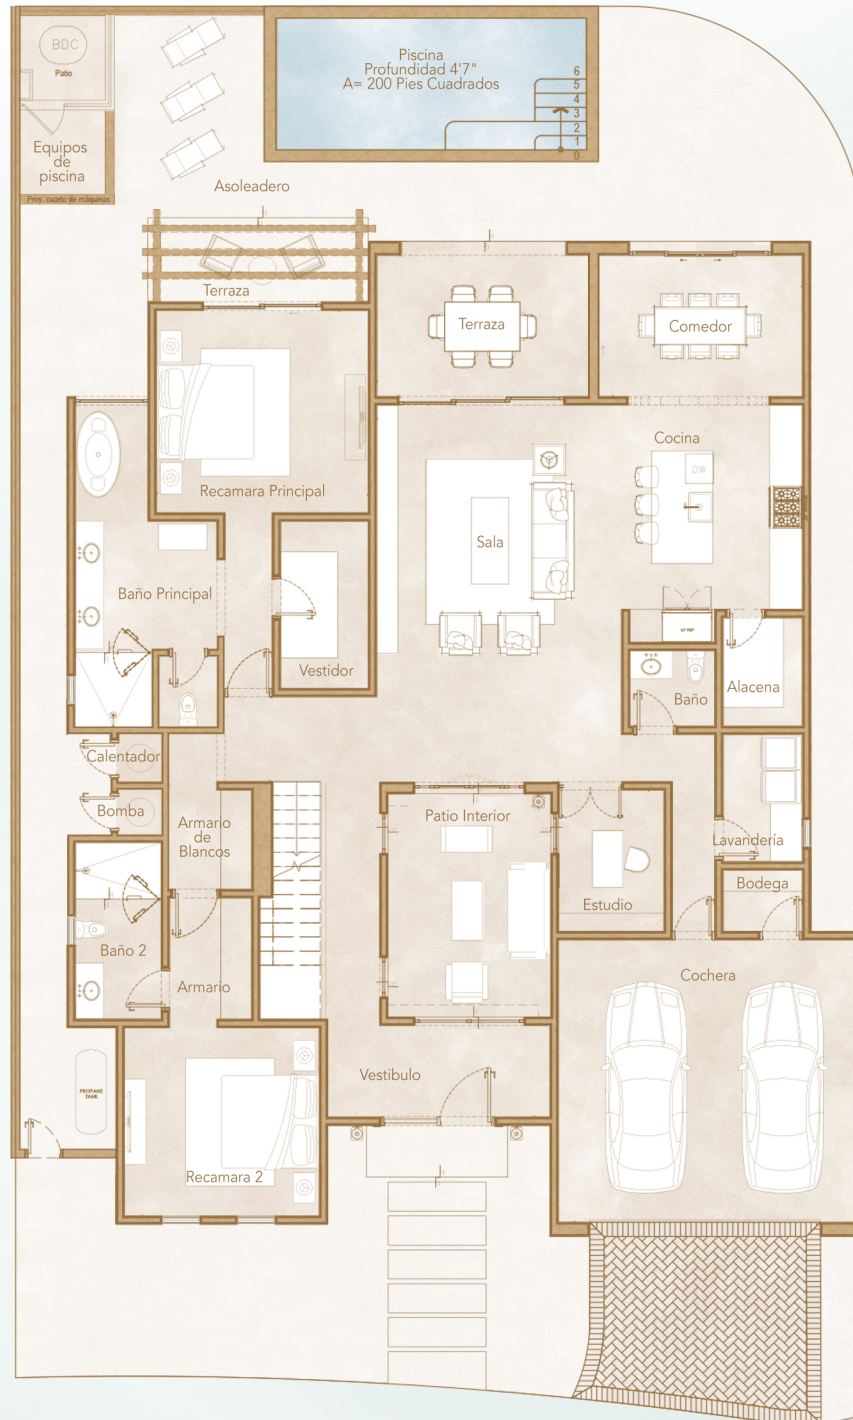 BDC
Patio
Equipos
de
piscina
Proy. cuarto de máquinas
Piscina
Profundidad 4'7"
A= 200 Pies Cuadrados
6
5
4
3
2
1
0
Asoleadero
Terraza
Terraza
Comedor
Recamara Principal
Cocina
DW
Sala
Baño Principal
Vestidor
Baño
Alacena
Calentador
Bomba
Armario
de
Blancos
Patio Interior
Estudio
Lavandería
Bodega
Baño 2
Armario
Cochera
Vestibulo
PROPANE
TANK
Recamara 2